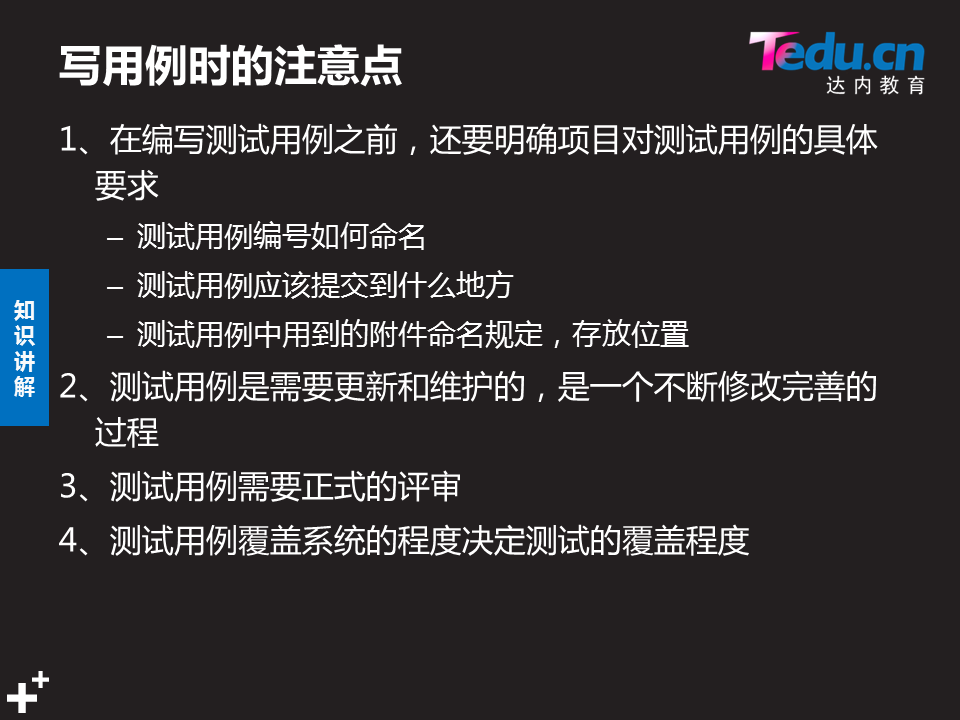 写用例时的注意点
Tedu.cn
达内教育
1、在编写测试用例之前，还要明确项目对测试用例的具体
要求
– 测试用例编号如何命名
– 测试用例应该提交到什么地方
– 测试用例中用到的附件命名规定，存放位置
知识讲解
2、测试用例是需要更新和维护的，是一个不断修改完善的
过程
3、测试用例需要正式的评审
4、测试用例覆盖系统的程度决定测试的覆盖程度